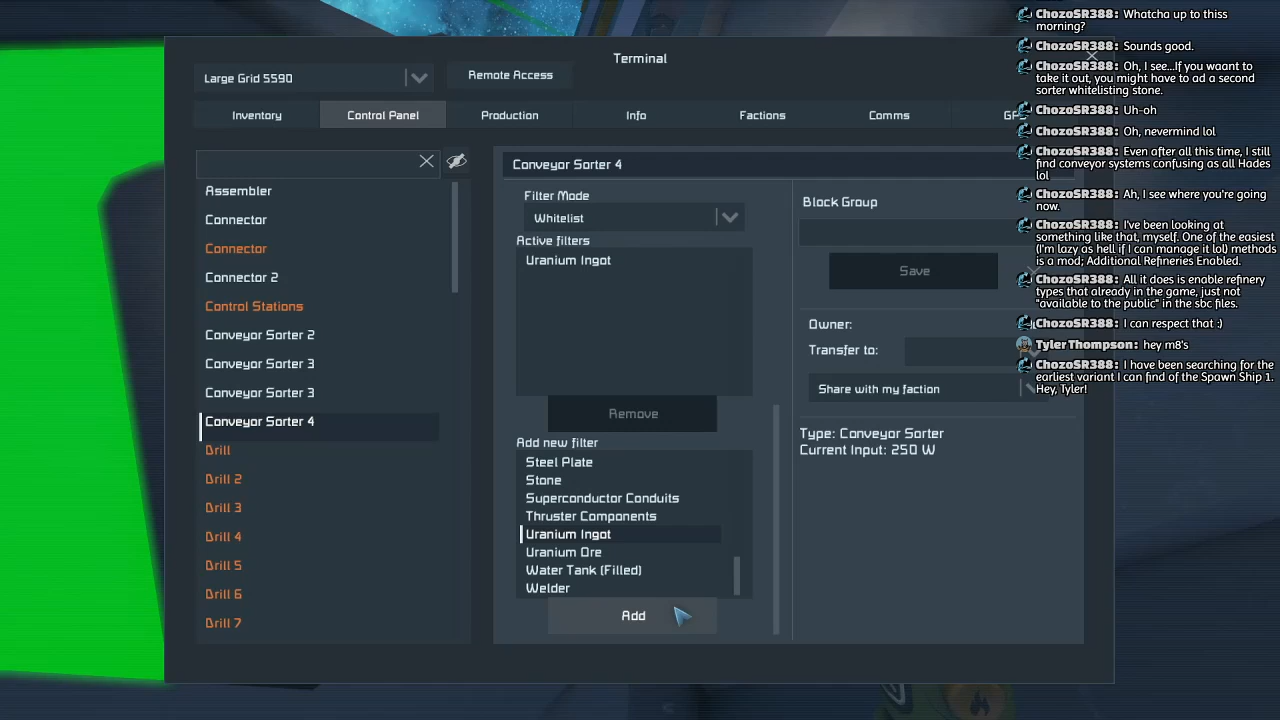 Terminal
Large Grid 5590
Remote Access
Inventory
Control Panel
Production
Info
Factions
Comms
Assembler
Connector
Connector
Connector 2
Control Stations
Conveyor Sorter 2
Conveyor Sorter 3
Conveyor Sorter 3
Conveyor Sorter 4
Drill
Drill 2
Drill 3
Drill 4
Drill 5
Drill 6
Drill 7
Conveyor Sorter 4
Filter Mode
Whitelist
Active filters
Uranium Ingot
Remove
Add new filter
Steel Plate
Stone
Superconductor Conduits
Thruster Components
Uranium Ingot
Uranium Ore
Water Tank (Filled)
Welder
Add
Block Group
Save
Owner:
Transfer to:
Share with my faction
Type: Conveyor Sorter
Current Input: 250 W
ChozoSR388: Whatcha up to thiss
morning?
ChozoSR388: Sounds good.
ChozoSR388: Oh, I see...If you waant to
take it out, you might have to ad a second
sorter whitelisting stone.
ChozoSR388: Uh-oh
ChozoSR388: Oh, nevermind lol
ChozoSR388: Even after all this time, I still
find conveyor systems confusing as all Hades
lol
ChozoSR388: Ah, I see where you're going
now.
ChozoSR388: I've been looking at
something like that, myself. One of the easiest
(I'm lazy as hell if I can manage it lol) methods
is a mod; Additional Refineries Enabled.
ChozoSR388: All it does is enable refinery
types that already in the game, just not
"available to the public" in the sbc files.
ChozoSR388: I can respect that :)
Tyler Thompson: hey m8's
ChozoSR388: I have been searching for the
earliest variant I can find of the Spawn Ship 1.
Hey, Tyler!